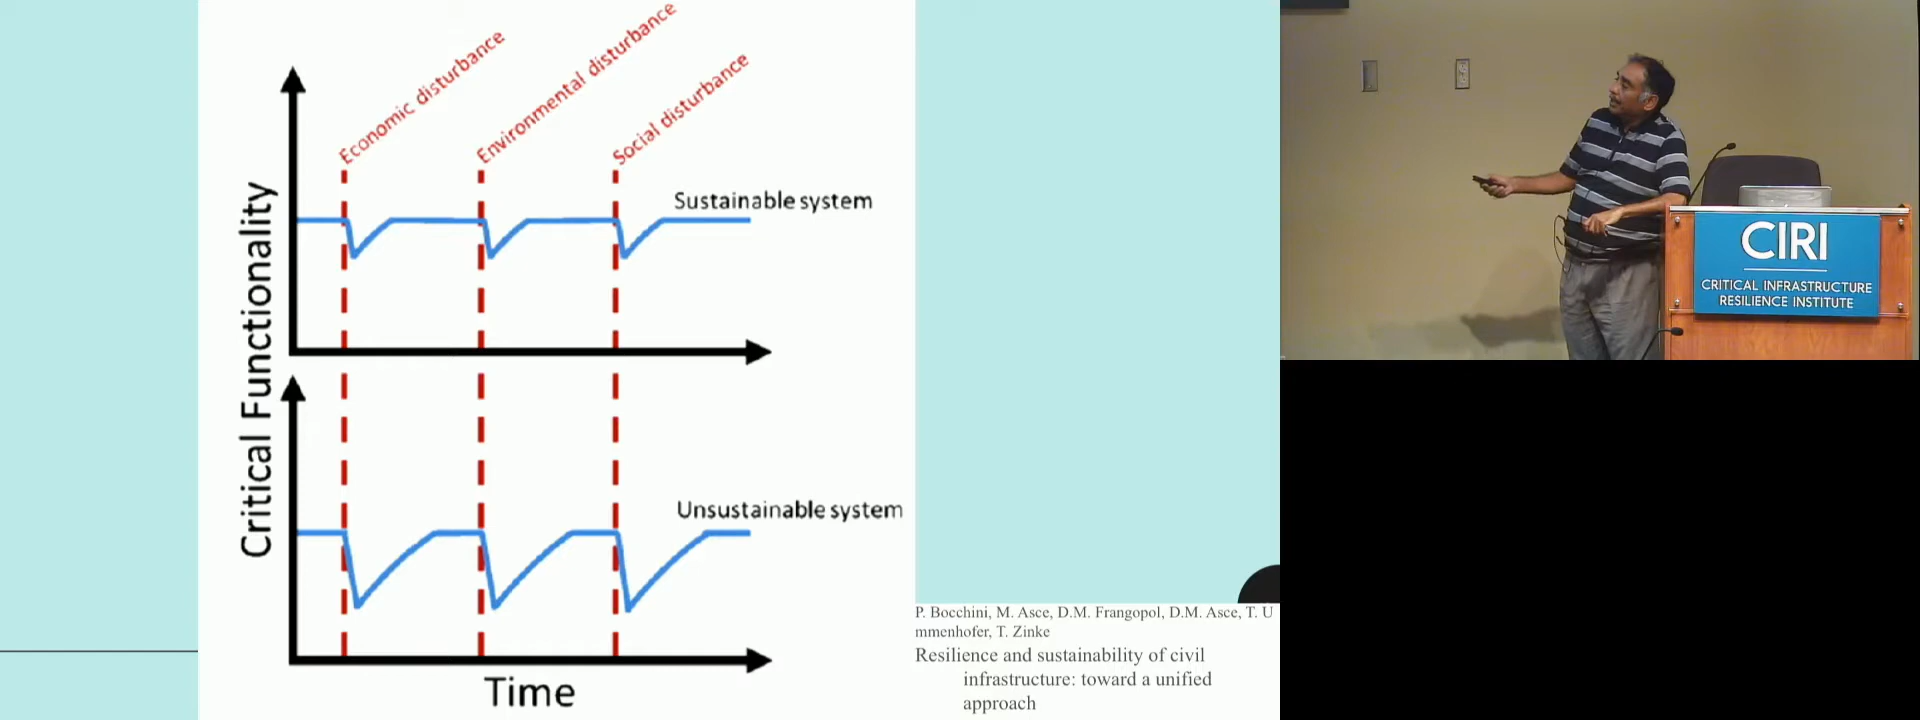 Economic disturbance
Environmental disturbance
Social disturbance
Critical Functionality
Sustainable system
Unsustainable system
Time
P. Bocchini, M. Asce, D.M. Frangopol, D.M. Asce, T. U
mmenhofer, T. Zinke
Resilience and sustainability of civil
infrastructure: toward a unified
approach
CIRI
CRITICAL INFRASTRUCTURE
RESILIENCE INSTITUTE